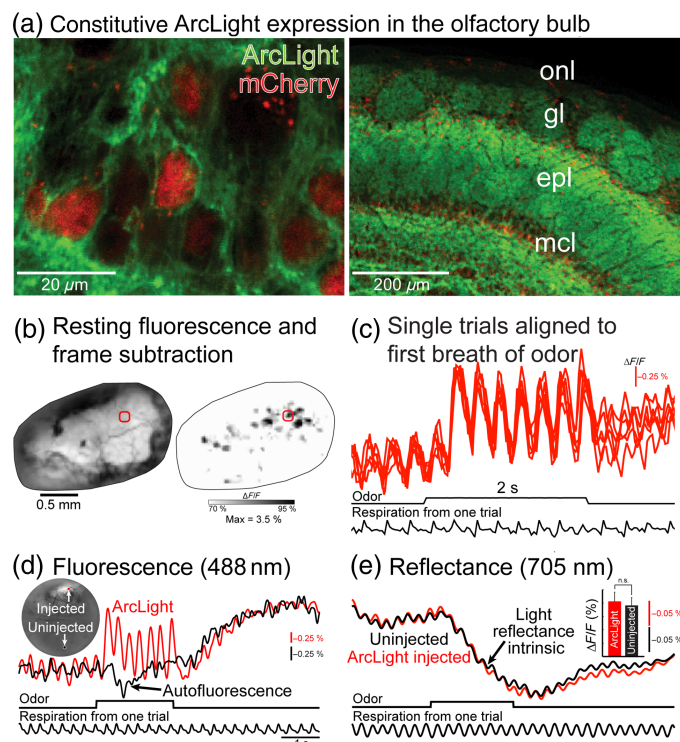 (a) Constitutive ArcLight expression in the olfactory bulb
ArcLight
mCherry
20 µm
onl
gl
epl
mcl
200 µm
(b) Resting fluorescence and
frame subtraction
0.5 mm
ΔF/F
70 % 95 %
Max = 3.5 %
(c) Single trials aligned to
first breath of odor
ΔF/F
−0.25 %
Odor
2 s
Respiration from one trial
(d) Fluorescence (488 nm)
Injected
Uninjected
ArcLight
−0.25 %
−0.25 %
Autofluorescence
Odor
Respiration from one trial
(e) Reflectance (705 nm)
Uninjected
ArcLight injected
Light
reflectance
intrinsic
n.s.
ΔF/F (%)
ArcLight
Uninjected
−0.05 %
−0.05 %
Odor
Respiration from one trial